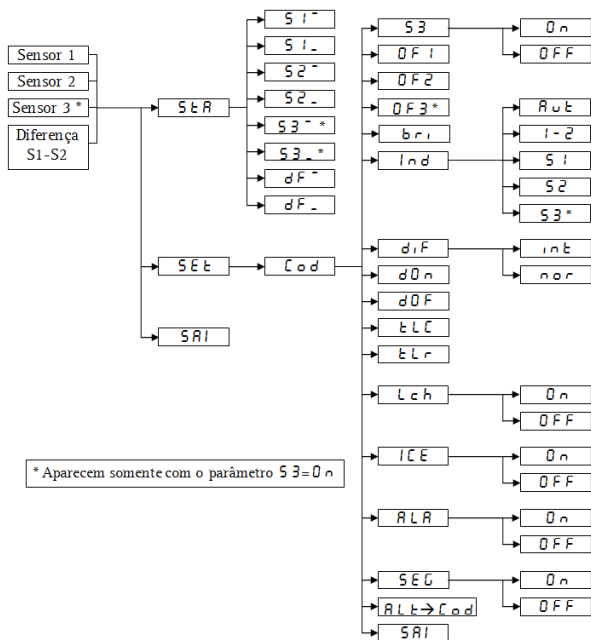 Sensor 1
Sensor 2
Sensor 3 *
Diferença
S1-S2
StA
S1¯
S1_
S2¯
S2_
S3¯ *
S3_ *
dF¯
dF_
SEt
Cod
SAI
S3
On
OFF
OF1
OF2
OF3*
bri
Ind
Aut
1-2
S1
S2
S3*
diF
int
nor
dOn
dOF
tLC
tLr
Lch
On
OFF
ICE
On
OFF
ALA
On
OFF
SEG
On
OFF
ALt→Cod
SAI
* Aparecem somente com o parâmetro S3=On